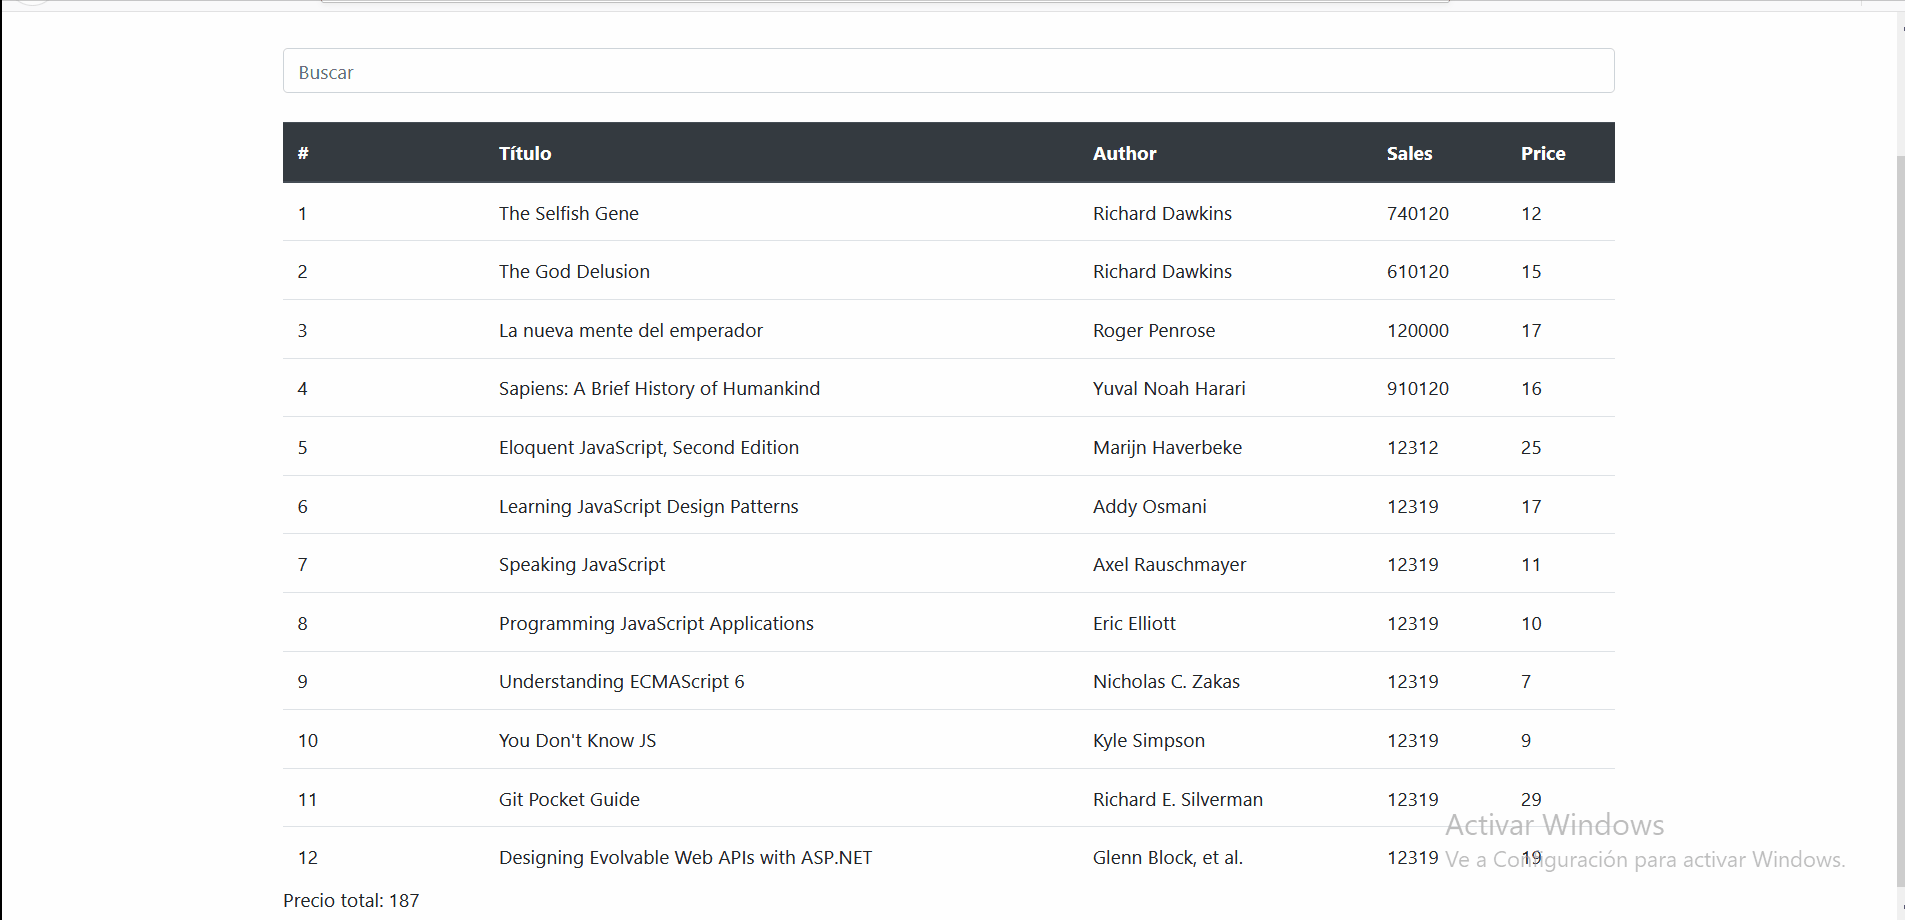 Buscar
# Título Author Sales Price
1 The Selfish Gene Richard Dawkins 740120 12
2 The God Delusion Richard Dawkins 610120 15
3 La nueva mente del emperador Roger Penrose 120000 17
4 Sapiens: A Brief History of Humankind Yuval Noah Harari 910120 16
5 Eloquent JavaScript, Second Edition Marijn Haverbeke 12312 25
6 Learning JavaScript Design Patterns Addy Osmani 12319 17
7 Speaking JavaScript Axel Rauschmayer 12319 11
8 Programming JavaScript Applications Eric Elliott 12319 10
9 Understanding ECMAScript 6 Nicholas C. Zakas 12319 7
10 You Don't Know JS Kyle Simpson 12319 9
11 Git Pocket Guide Richard E. Silverman 12319 29
12 Designing Evolvable Web APIs with ASP.NET Glenn Block, et al. 12319 19
Precio total: 187
Activar Windows
Ve a Configuración para activar Windows.